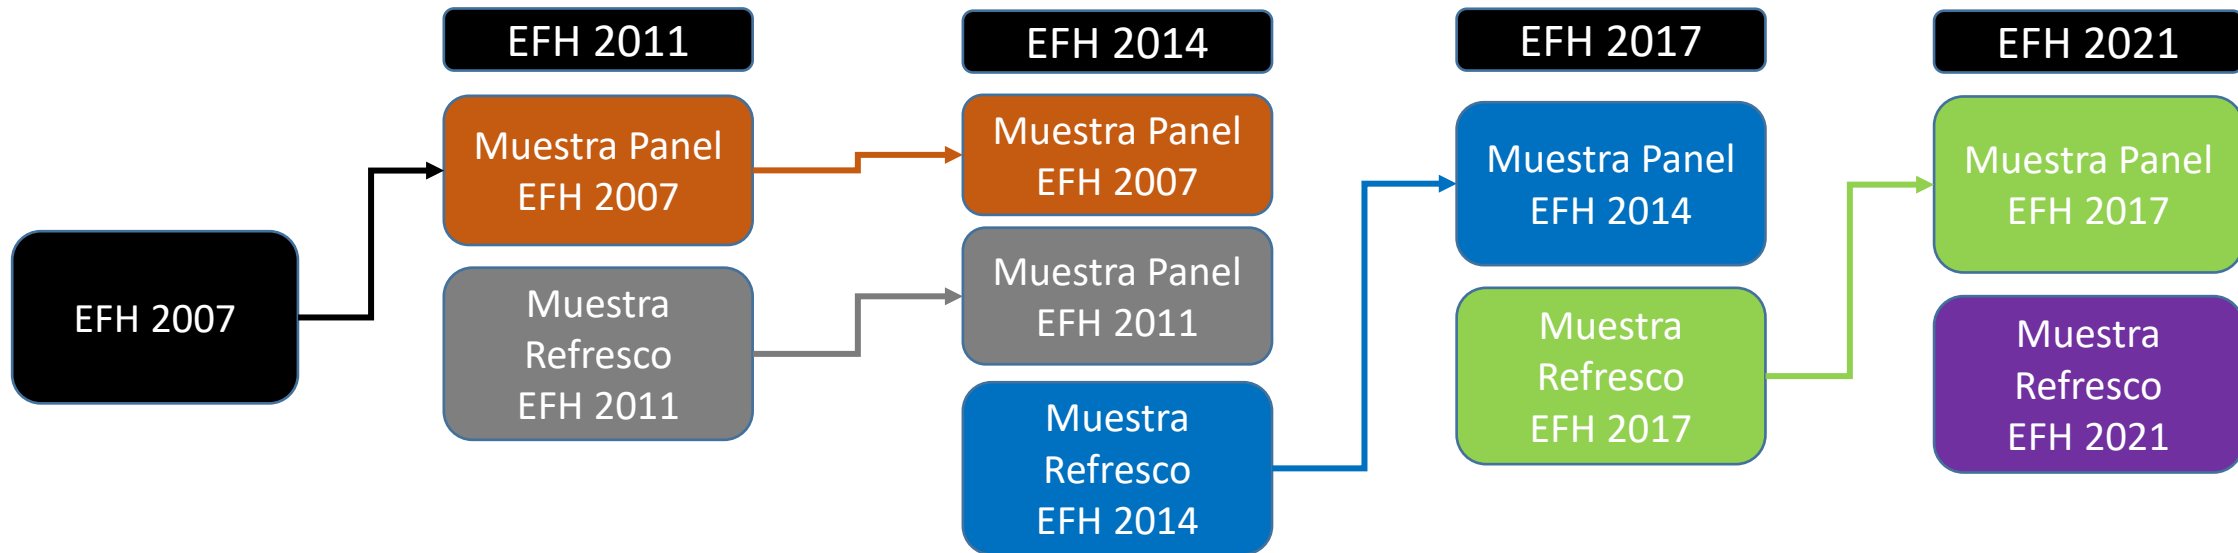 EFH 2007
EFH 2011
Muestra Panel
EFH 2007
Muestra
Refresco
EFH 2011
EFH 2014
Muestra Panel
EFH 2007
Muestra Panel
EFH 2011
Muestra
Refresco
EFH 2014
EFH 2017
Muestra Panel
EFH 2014
Muestra
Refresco
EFH 2017
EFH 2021
Muestra Panel
EFH 2017
Muestra
Refresco
EFH 2021